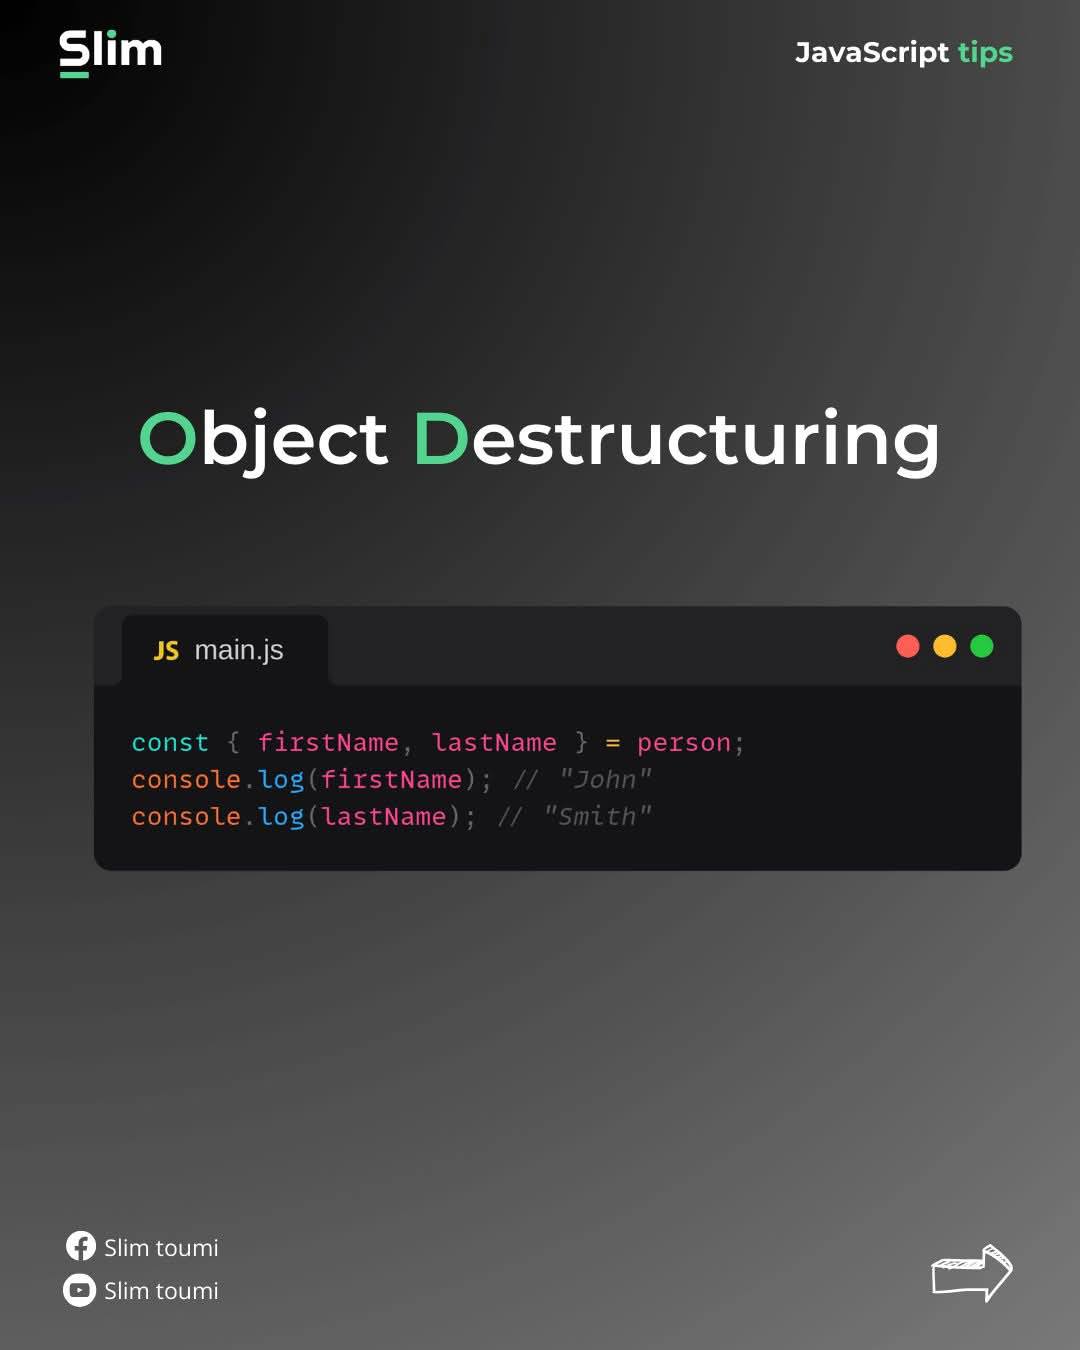 Slim
JavaScript tips
Object Destructuring
JS main.js
const { firstName, lastName } = person;
console.log(firstName); // "John"
console.log(lastName); // "Smith"
Slim toumi
Slim toumi